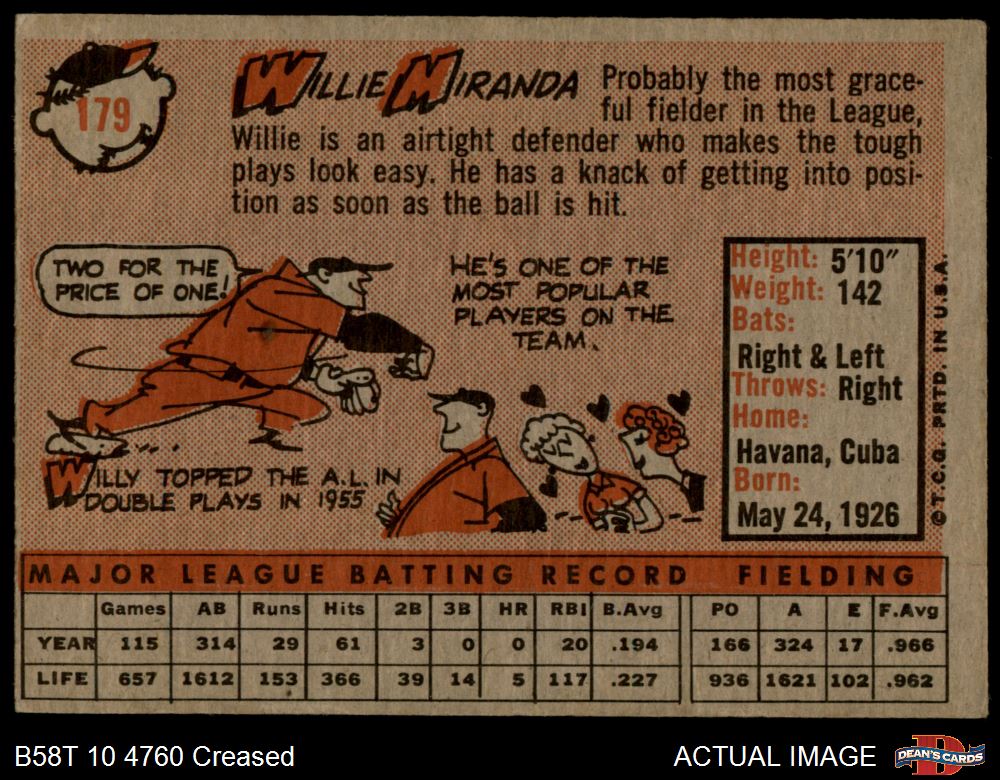 179
WILLIE MIRANDA
Probably the most grace-
ful fielder in the League,
Willie is an airtight defender who makes the tough
plays look easy. He has a knack of getting into posi-
tion as soon as the ball is hit.
TWO FOR THE
PRICE OF ONE!
WILLY TOPPED THE A.L. IN
DOUBLE PLAYS IN 1955
HE'S ONE OF THE
MOST POPULAR
PLAYERS ON THE
TEAM.
Height: 5'10"
Weight: 142
Bats:
Right & Left
Throws: Right
Home:
Havana, Cuba
Born:
May 24, 1926
© T.C.G. PRTD. IN U.S.A.
MAJOR LEAGUE BATTING RECORD FIELDING
Games AB Runs Hits 2B 3B HR RBI B.Avg PO A E F.Avg
YEAR 115 314 29 61 3 0 0 20 .194 166 324 17 .966
LIFE 657 1612 153 366 39 14 5 117 .227 936 1621 102 .962
B58T 10 4760 Creased
ACTUAL IMAGE
DEAN'S CARDS